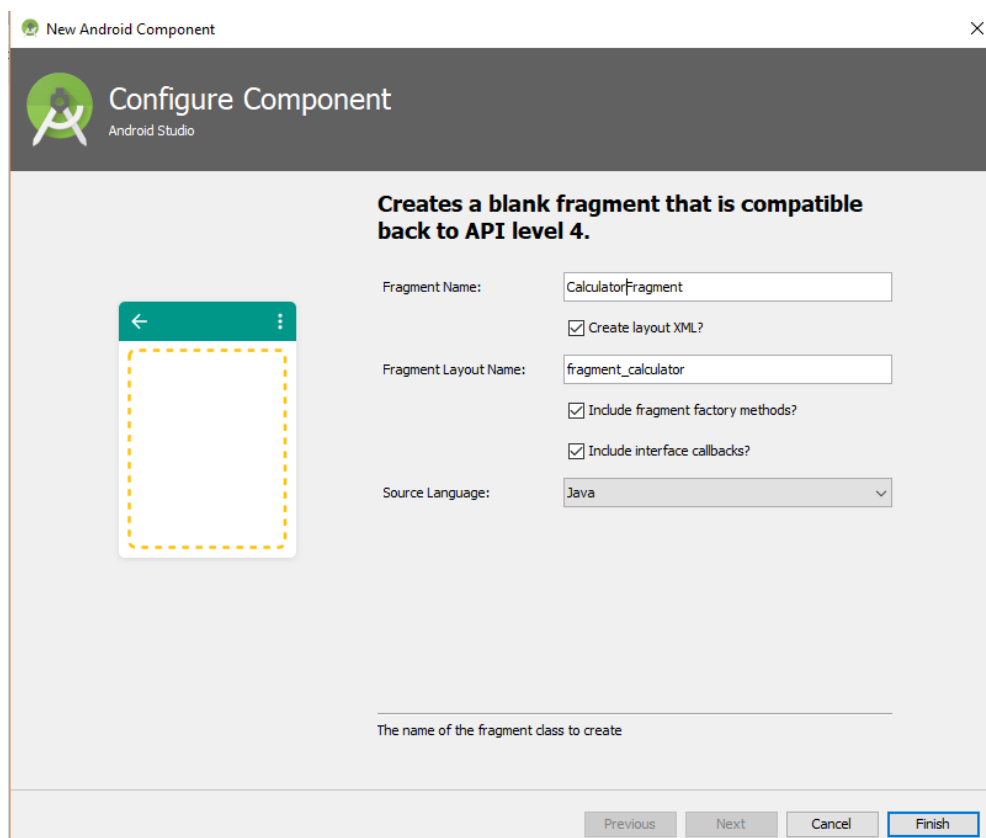 New Android Component
Configure Component
Android Studio
Creates a blank fragment that is compatible
back to API level 4.
Fragment Name:
CalculatorFragment
Create layout XML?
Fragment Layout Name:
fragment_calculator
Include fragment factory methods?
Include interface callbacks?
Source Language:
Java
The name of the fragment class to create
Previous
Next
Cancel
Finish